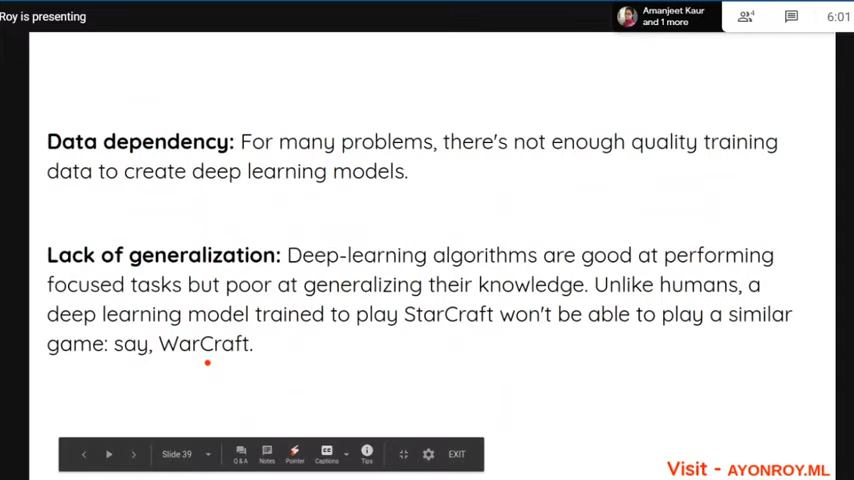 Roy is presenting
Amanjeet Kaur
and 1 more
4
6:01
Data dependency: For many problems, there's not enough quality training
data to create deep learning models.
Lack of generalization: Deep-learning algorithms are good at performing
focused tasks but poor at generalizing their knowledge. Unlike humans, a
deep learning model trained to play StarCraft won't be able to play a similar
game: say, WarCraft.
Slide 39
Q & A
Notes
Pointer
CC
Captions
Tips
EXIT
Visit - AYONROY.ML